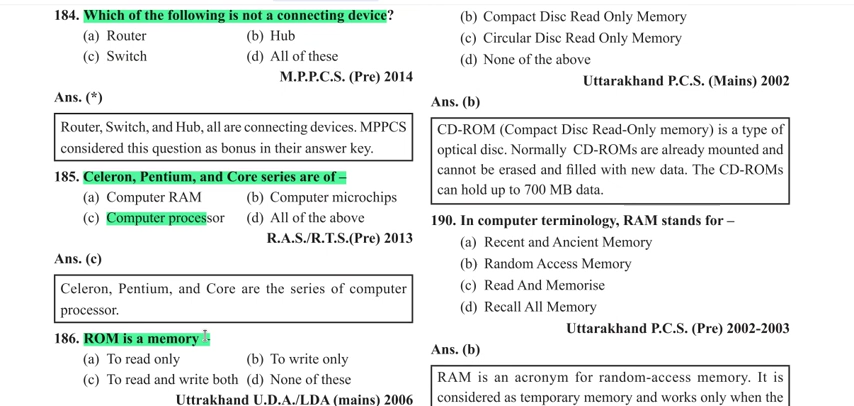 184. Which of the following is not a connecting device?
(a) Router (b) Hub
(c) Switch (d) All of these
M.P.P.C.S. (Pre) 2014
Ans. (*)
Router, Switch, and Hub, all are connecting devices. MPPCS
considered this question as bonus in their answer key.
185. Celeron, Pentium, and Core series are of –
(a) Computer RAM (b) Computer microchips
(c) Computer processor (d) All of the above
R.A.S./R.T.S.(Pre) 2013
Ans. (c)
Celeron, Pentium, and Core are the series of computer
processor.
186. ROM is a memory -
(a) To read only (b) To write only
(c) To read and write both (d) None of these
Uttrakhand U.D.A./LDA (mains) 2006
(b) Compact Disc Read Only Memory
(c) Circular Disc Read Only Memory
(d) None of the above
Uttarakhand P.C.S. (Mains) 2002
Ans. (b)
CD-ROM (Compact Disc Read-Only memory) is a type of
optical disc. Normally CD-ROMs are already mounted and
cannot be erased and filled with new data. The CD-ROMs
can hold up to 700 MB data.
190. In computer terminology, RAM stands for –
(a) Recent and Ancient Memory
(b) Random Access Memory
(c) Read And Memorise
(d) Recall All Memory
Uttarakhand P.C.S. (Pre) 2002-2003
Ans. (b)
RAM is an acronym for random-access memory. It is
considered as temporary memory and works only when the